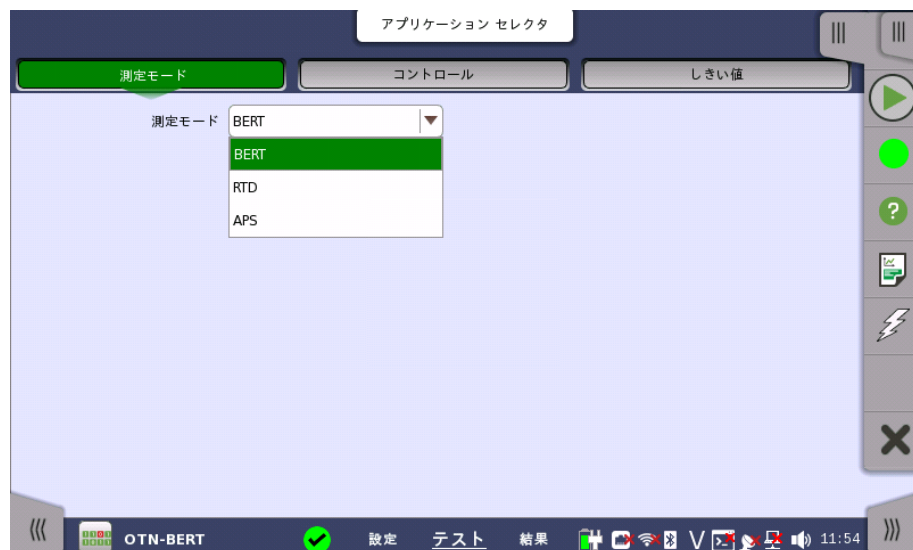 アプリケーション セレクタ
測定モード
コントロール
しきい値
測定モード BERT
BERT
RTD
APS
OTN-BERT 設定 テスト 結果 11:54